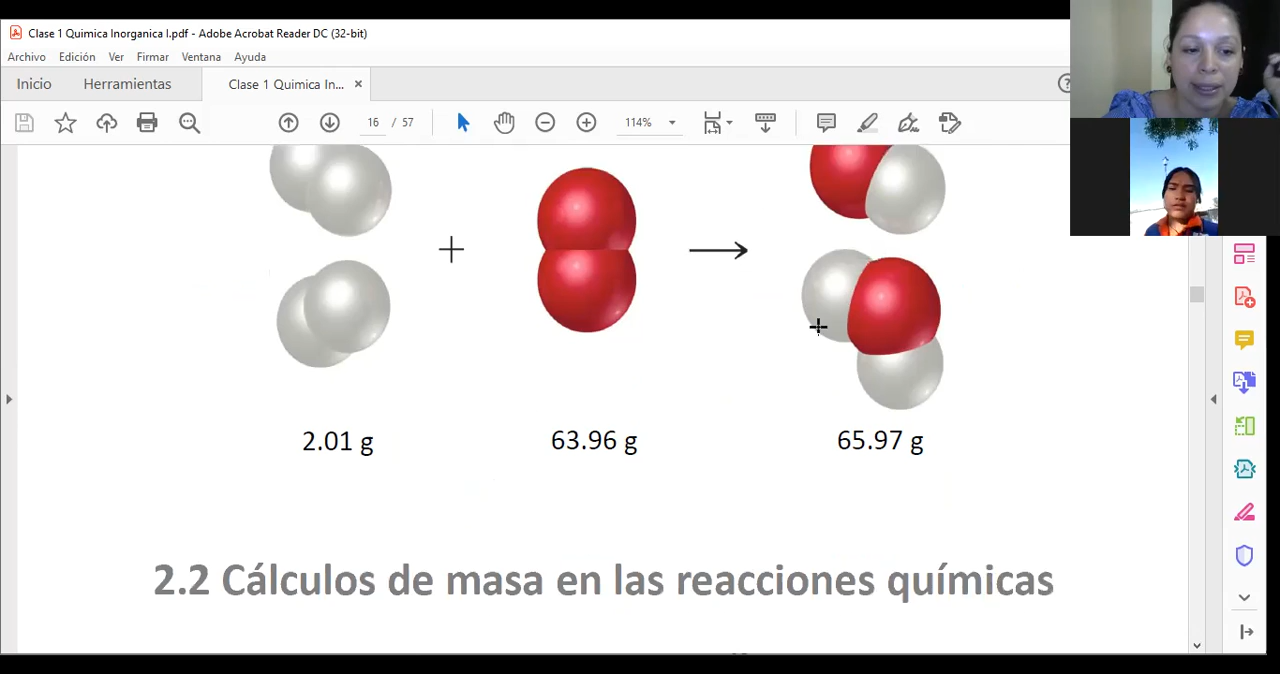 Clase 1 Quimica Inorganica I.pdf - Adobe Acrobat Reader DC (32-bit)
Archivo Edición Ver Firmar Ventana Ayuda
Inicio Herramientas Clase 1 Quimica In... ×
16 / 57 114%
+
2.01 g 63.96 g 65.97 g
2.2 Cálculos de masa en las reacciones químicas